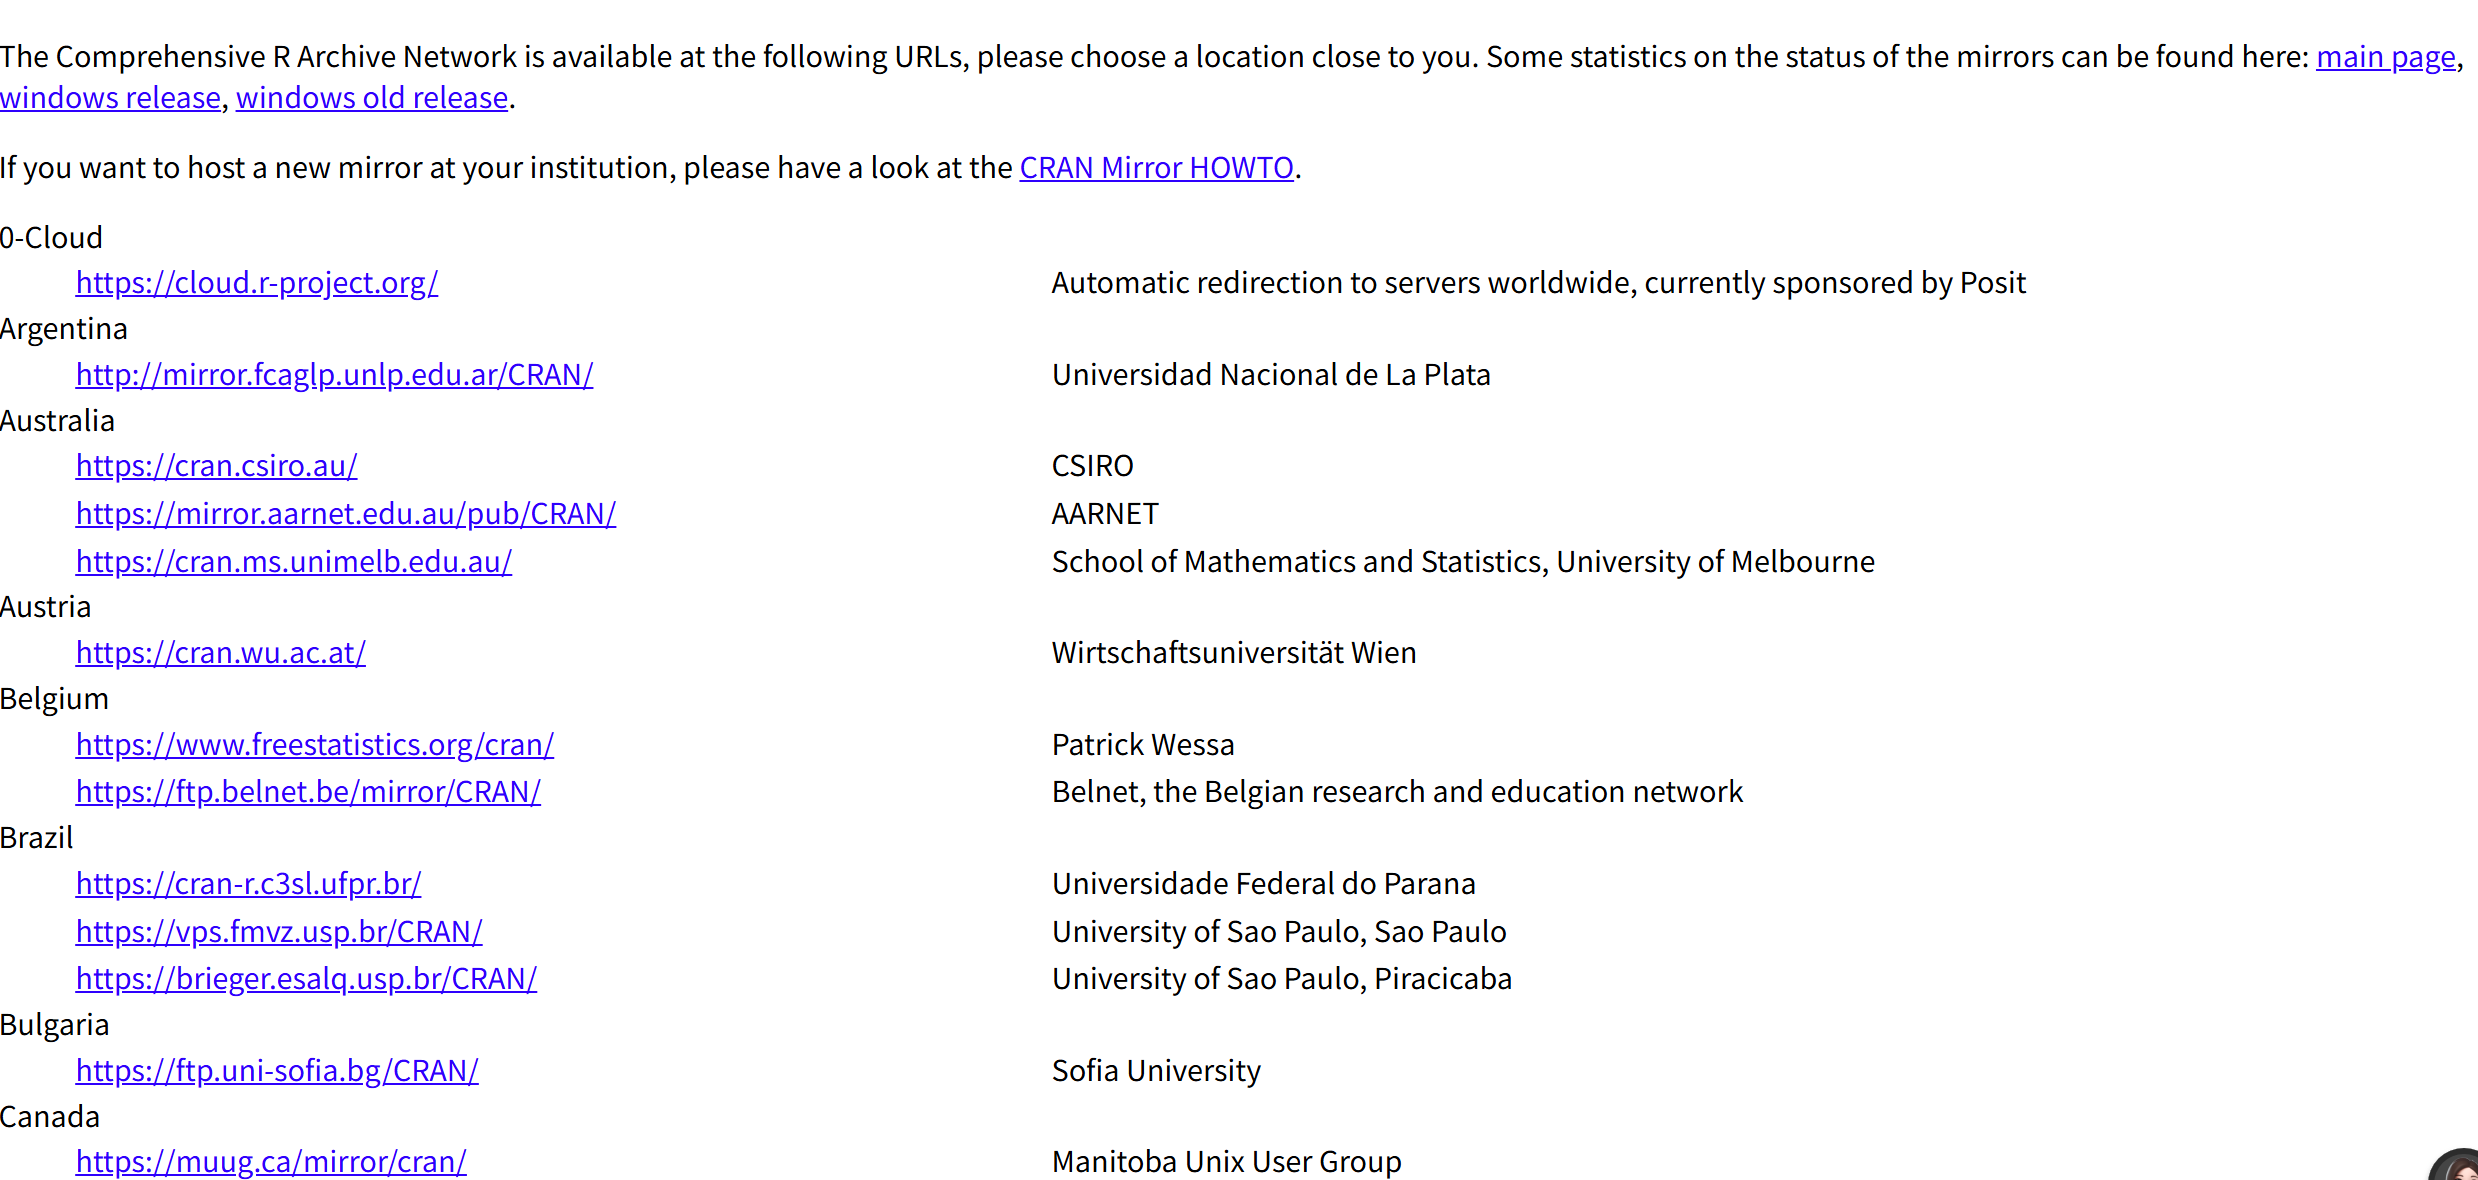 The Comprehensive R Archive Network is available at the following URLs, please choose a location close to you. Some statistics on the status of the mirrors can be found here: main page,
windows release, windows old release.
If you want to host a new mirror at your institution, please have a look at the CRAN Mirror HOWTO.
0-Cloud
https://cloud.r-project.org/ Automatic redirection to servers worldwide, currently sponsored by Posit
Argentina
http://mirror.fcaglp.unlp.edu.ar/CRAN/ Universidad Nacional de La Plata
Australia
https://cran.csiro.au/ CSIRO
https://mirror.aarnet.edu.au/pub/CRAN/ AARNET
https://cran.ms.unimelb.edu.au/ School of Mathematics and Statistics, University of Melbourne
Austria
https://cran.wu.ac.at/ Wirtschaftsuniversität Wien
Belgium
https://www.freestatistics.org/cran/ Patrick Wessa
https://ftp.belnet.be/mirror/CRAN/ Belnet, the Belgian research and education network
Brazil
https://cran-r.c3sl.ufpr.br/ Universidade Federal do Parana
https://vps.fmvz.usp.br/CRAN/ University of Sao Paulo, Sao Paulo
https://brieger.esalq.usp.br/CRAN/ University of Sao Paulo, Piracicaba
Bulgaria
https://ftp.uni-sofia.bg/CRAN/ Sofia University
Canada
https://muug.ca/mirror/cran/ Manitoba Unix User Group